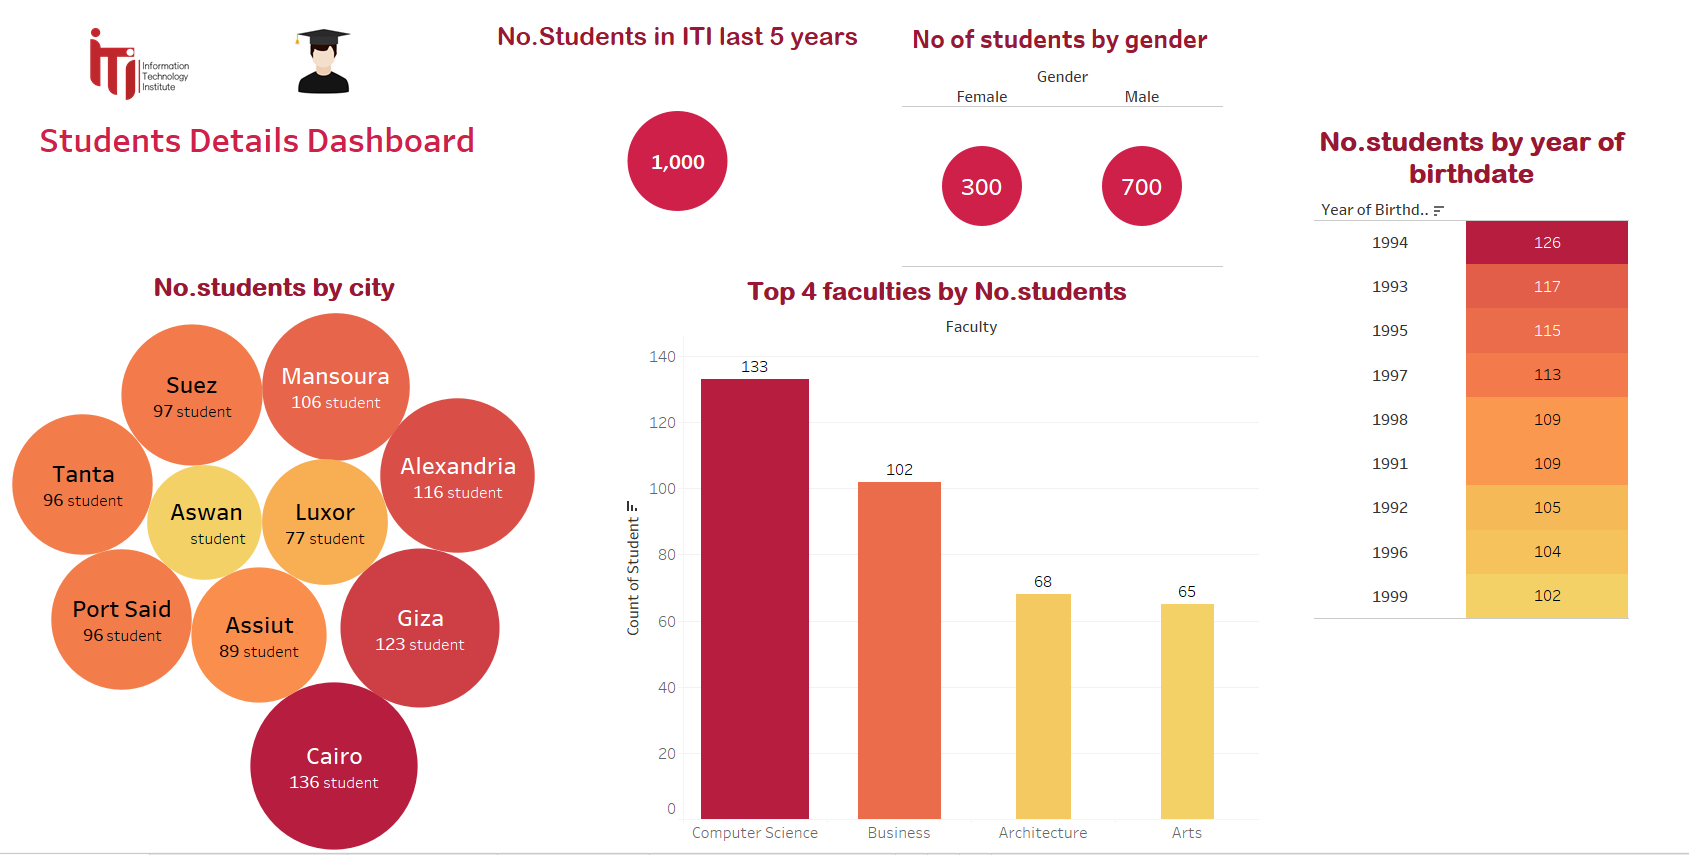 iTi
Information
Technology
Institute
Students Details Dashboard
No.Students in ITI last 5 years
1,000
No of students by gender
Gender
Female Male
300 700
No.students by year of
birthdate
Year of Birthd..
1994 126
1993 117
1995 115
1997 113
1998 109
1991 109
1992 105
1996 104
1999 102
No.students by city
Suez
97 student
Mansoura
106 student
Tanta
96 student
Aswan
student
Luxor
77 student
Alexandria
116 student
Port Said
96 student
Assiut
89 student
Giza
123 student
Cairo
136 student
Top 4 faculties by No.students
Faculty
Count of Student
140
120
100
80
60
40
20
0
133
102
68
65
Computer Science Business Architecture Arts